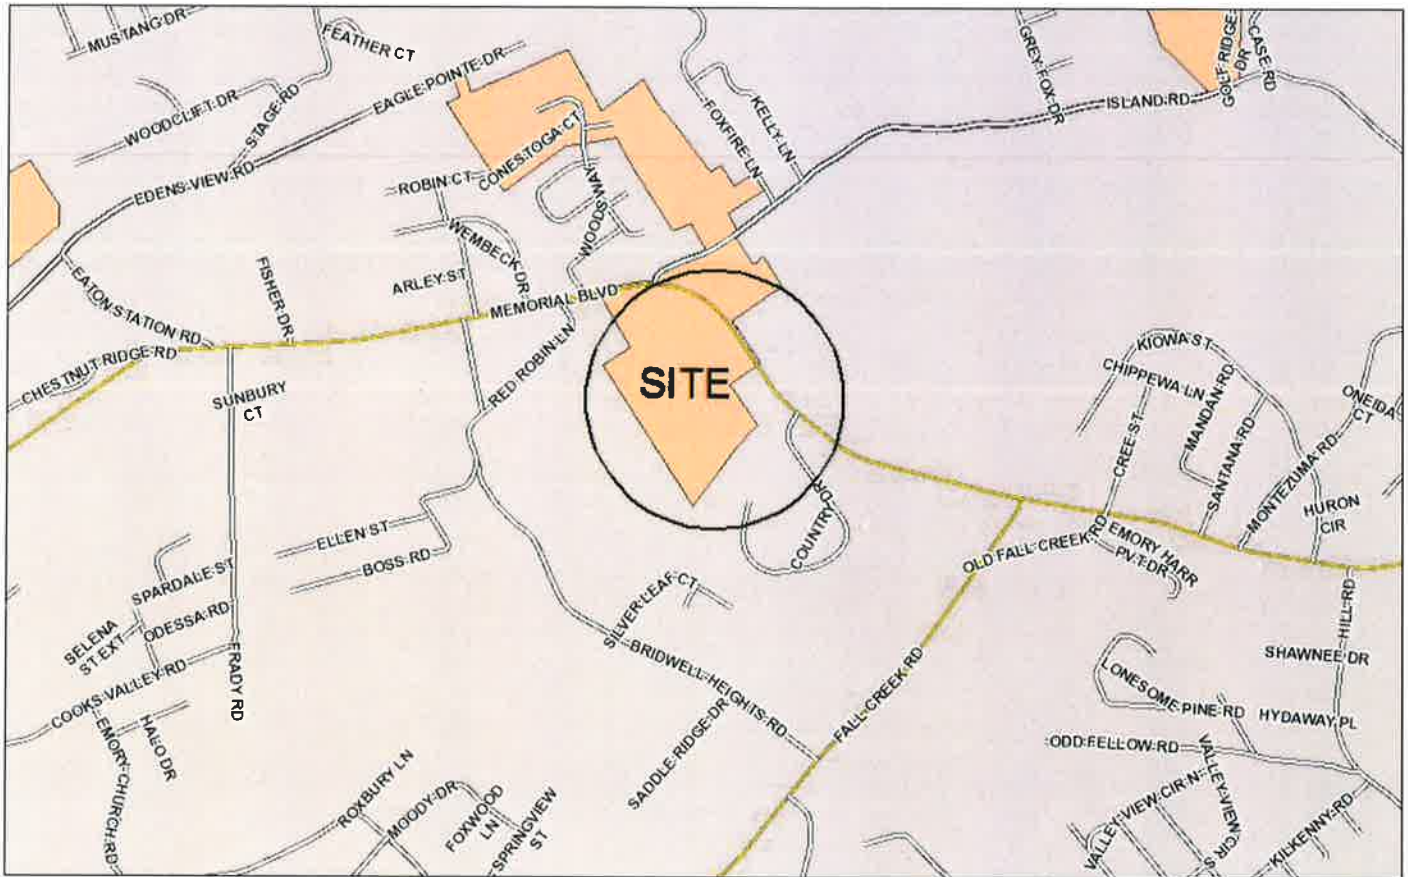 MUSTANG DR
FEATHER CT
EAGLE POINTE DR
WOODCLIFT DR
STAGE RD
EDENS VIEW RD
ROBIN CT
CONESTOGA CT
FOXFIRE LN
KELLY LN
GREY FOX DR
ISLAND RD
GOLF RIDGE
DR
CASE RD
WOODS WAY
WEMBECK DR
ARLEY ST
FISHER DR
EATON STATION RD
CHESTNUT RIDGE RD
MEMORIAL BLVD
RED ROBIN LN
SUNBURY
CT
SITE
KIOWA ST
CHIPPEWA LN
MANDAN RD
CREE ST
SANTANA RD
MONTEZUMA RD
ONEIDA
CT
HURON
CIR
COUNTRY DR
ELLEN ST
BOSS RD
OLD FALL CREEK RD
EMORY HARR
PVT DR
SPARDALE ST
ODESSA RD
SELENA
ST EXT
COOKS VALLEY RD
FRADY RD
SILVER LEAF CT
BRIDWELL HEIGHTS RD
FALL CREEK RD
SADDLE RIDGE DR
HILL RD
SHAWNEE DR
LONESOME PINE RD
HYDAWAY PL
ODD FELLOW RD
EMORY CHURCH RD
HALO DR
ROXBURY LN
MOODY DR
FOXWOOD
LN
SPRINGVIEW
ST
VALLEY VIEW CIR N
VALLEY VIEW CIR S
KILKENNY RD